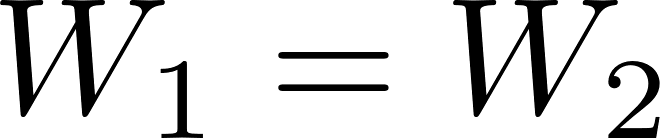 W₁ = W₂